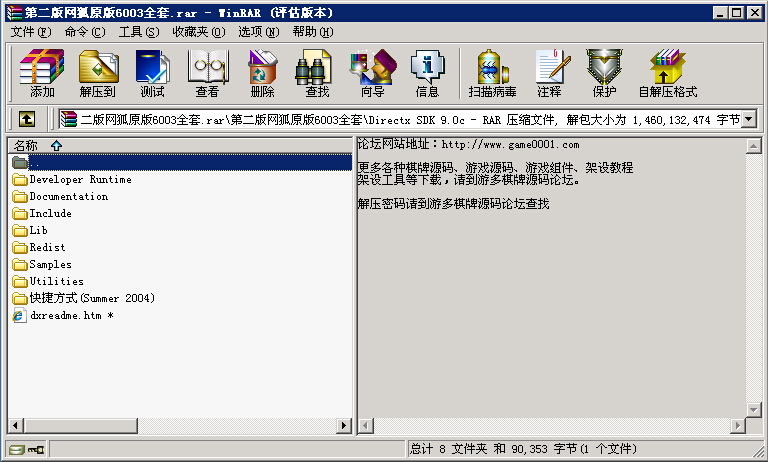 第二版网狐原版6003全套.rar - WinRAR (评估版本)
文件(F) 命令(C) 工具(S) 收藏夹(O) 选项(N) 帮助(H)
添加 解压到 测试 查看 删除 查找 向导 信息 扫描病毒 注释 保护 自解压格式
二版网狐原版6003全套.rar\第二版网狐原版6003全套\Directx SDK 9.0c - RAR 压缩文件, 解包大小为 1,460,132,474 字节
名称
论坛网站地址：http://www.game0001.com
..
更多各种棋牌源码、游戏源码、游戏组件、架设教程
架设工具等下载，请到游多棋牌源码论坛。
解压密码请到游多棋牌源码论坛查找
Developer Runtime
Documentation
Include
Lib
Redist
Samples
Utilities
快捷方式(Summer 2004)
dxreadme.htm *
总计 8 文件夹 和 90,353 字节(1 个文件)